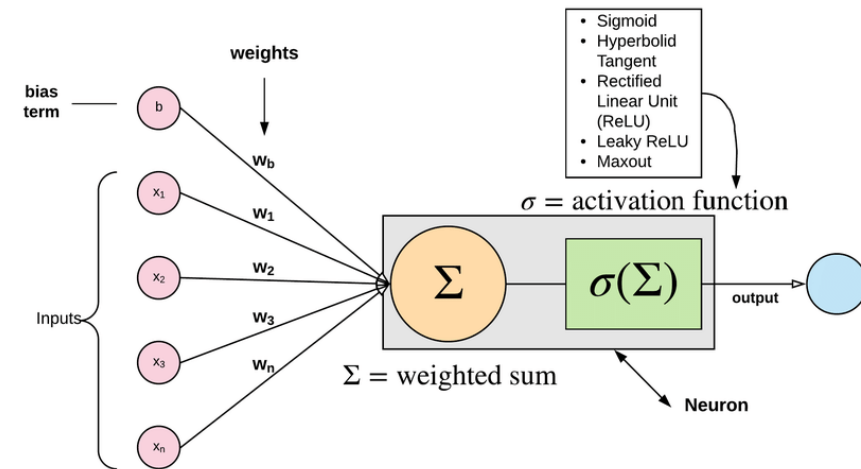 • Sigmoid
• Hyperbolid
Tangent
• Rectified
Linear Unit
(ReLU)
• Leaky ReLU
• Maxout
weights
bias
term
b
w_b
x_1
w_1
σ = activation function
x_2
w_2
Σ
σ(Σ)
output
Inputs
w_3
x_3
w_n
Σ = weighted sum
Neuron
x_n